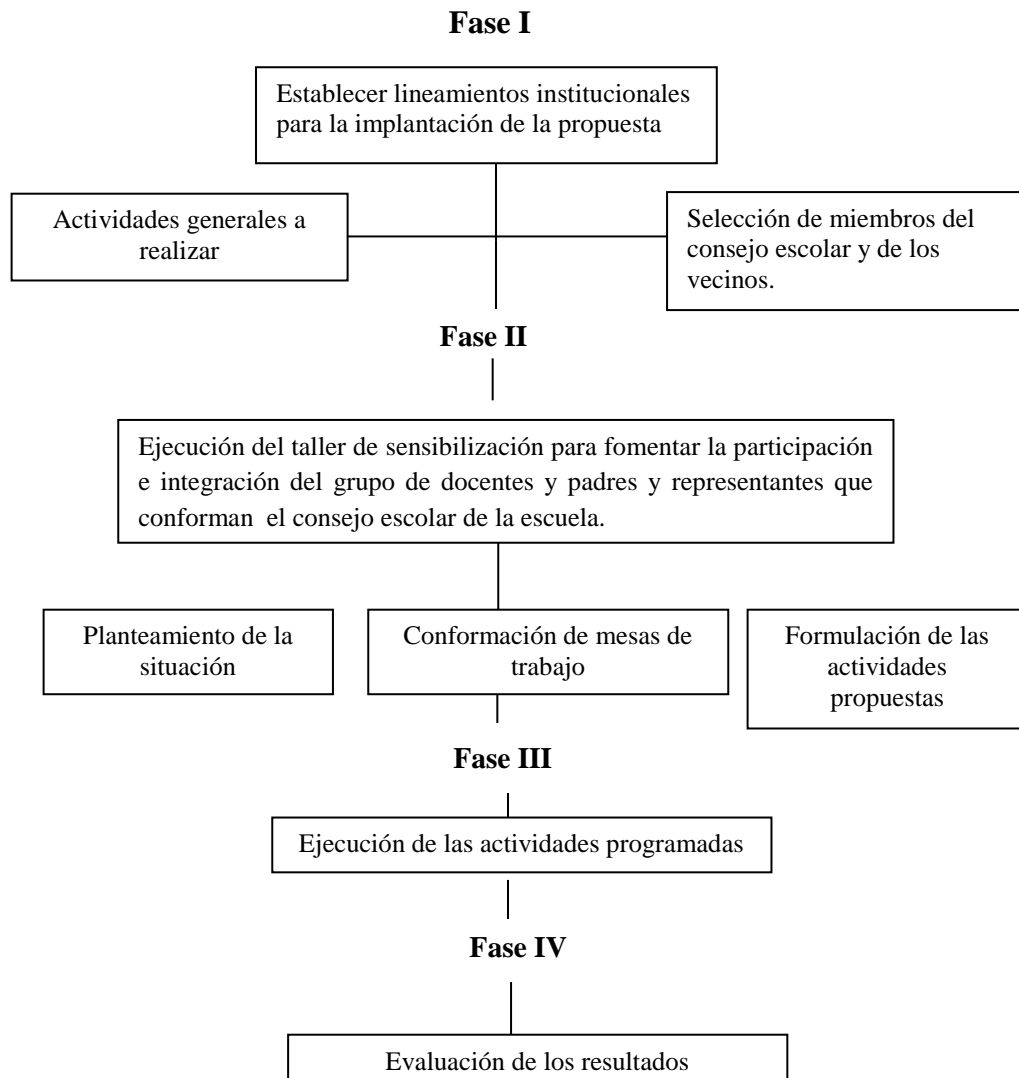 Fase I
Establecer lineamientos institucionales
para la implantación de la propuesta
Actividades generales a
realizar
Selección de miembros del
consejo escolar y de los
vecinos.
Fase II
Ejecución del taller de sensibilización para fomentar la participación
e integración del grupo de docentes y padres y representantes que
conforman el consejo escolar de la escuela.
Planteamiento de la
situación
Conformación de mesas de
trabajo
Formulación de las
actividades
propuestas
Fase III
Ejecución de las actividades programadas
Fase IV
Evaluación de los resultados